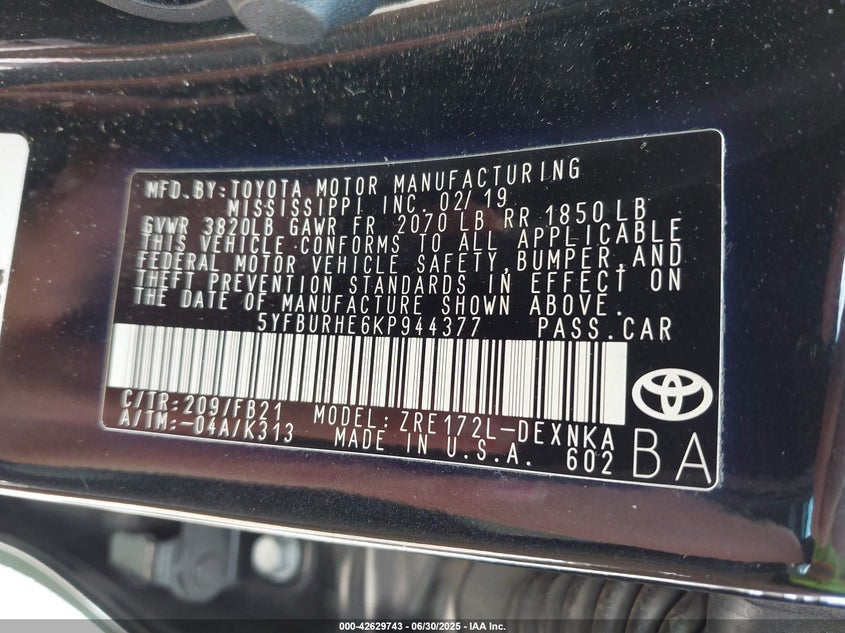 MFD.BY:TOYOTA MOTOR MANUFACTURING
MISSISSIPPI INC. 02/19
GVWR 3820LB GAWR FR 2070 LB RR 1850 LB
THIS VEHICLE CONFORMS TO ALL APPLICABLE
FEDERAL MOTOR VEHICLE SAFETY,BUMPER,AND
THEFT PREVENTION STANDARDS IN EFFECT ON
THE DATE OF MANUFACTURE SHOWN ABOVE.
5YFBURHE6KP944377 PASS.CAR
C/TR:209/FB21 MODEL:ZRE172L-DEXNKA
A/TM:-04A/K313 MADE IN U.S.A. 602
BA
000-42629743 / 06/30/2025 - IAA Inc.